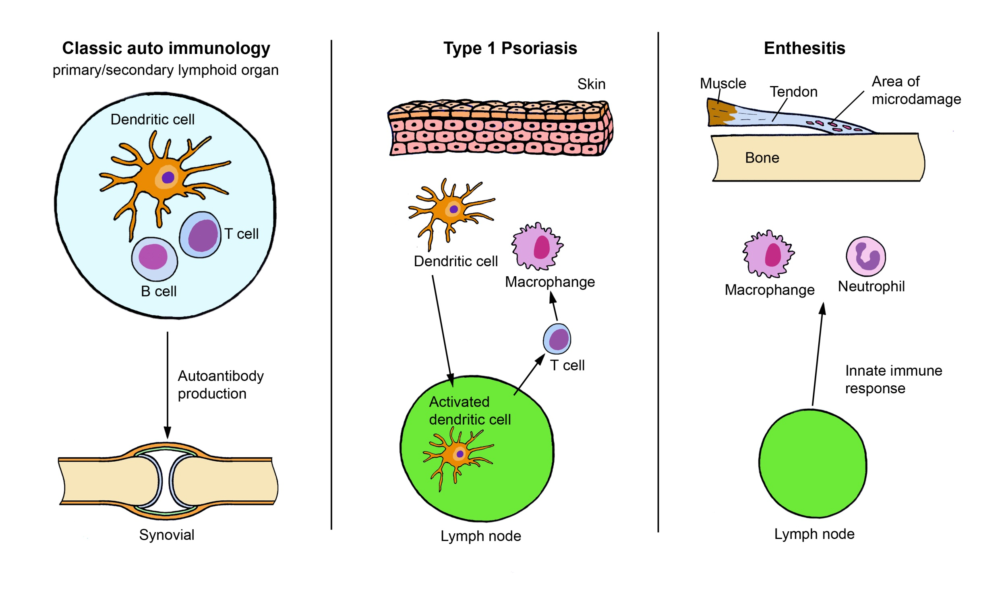 Classic auto immunology
primary/secondary lymphoid organ
Dendritic cell
T cell
B cell
Autoantibody
production
Synovial
Type 1 Psoriasis
Skin
Dendritic cell
Macrophange
T cell
Activated
dendritic cell
Lymph node
Enthesitis
Muscle
Tendon
Area of
microdamage
Bone
Macrophange
Neutrophil
Innate immune
response
Lymph node